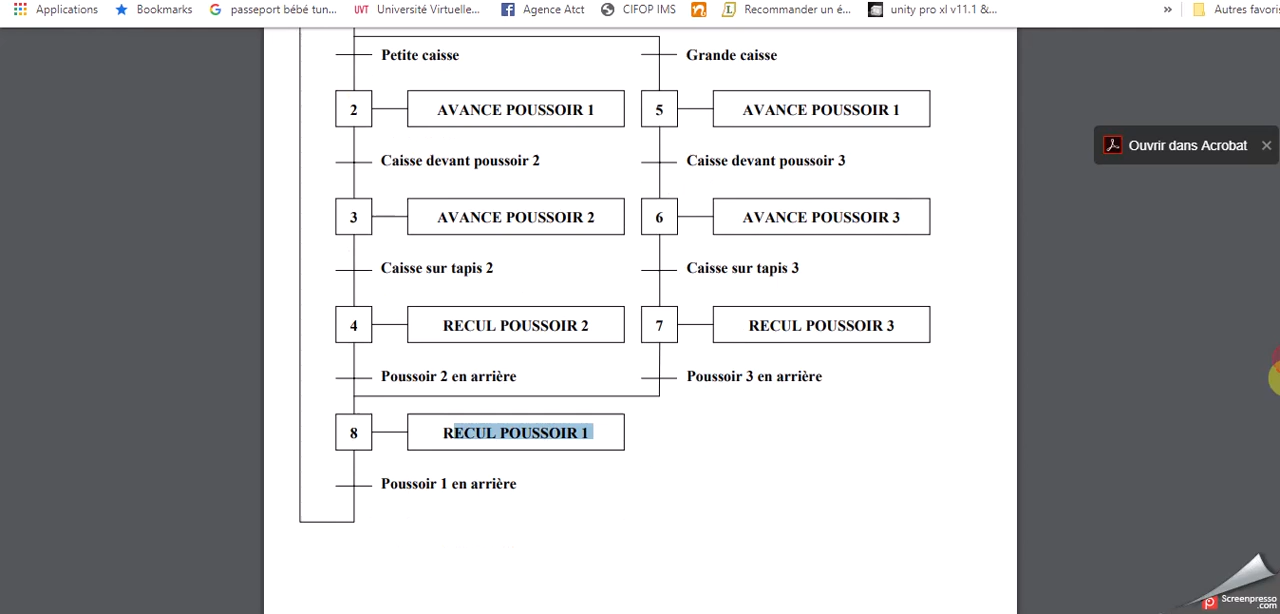 Applications Bookmarks passeport bébé tun... UVT Université Virtuelle... Agence Atct CIFOP IMS Recommander un é... unity pro xl v11.1 &-... » Autres favoris
Petite caisse Grande caisse
2 AVANCE POUSSOIR 1 5 AVANCE POUSSOIR 1
Ouvrir dans Acrobat ×
Caisse devant poussoir 2 Caisse devant poussoir 3
3 AVANCE POUSSOIR 2 6 AVANCE POUSSOIR 3
Caisse sur tapis 2 Caisse sur tapis 3
4 RECUL POUSSOIR 2 7 RECUL POUSSOIR 3
Poussoir 2 en arrière Poussoir 3 en arrière
8 RECUL POUSSOIR 1
Poussoir 1 en arrière
Screenpresso
.com